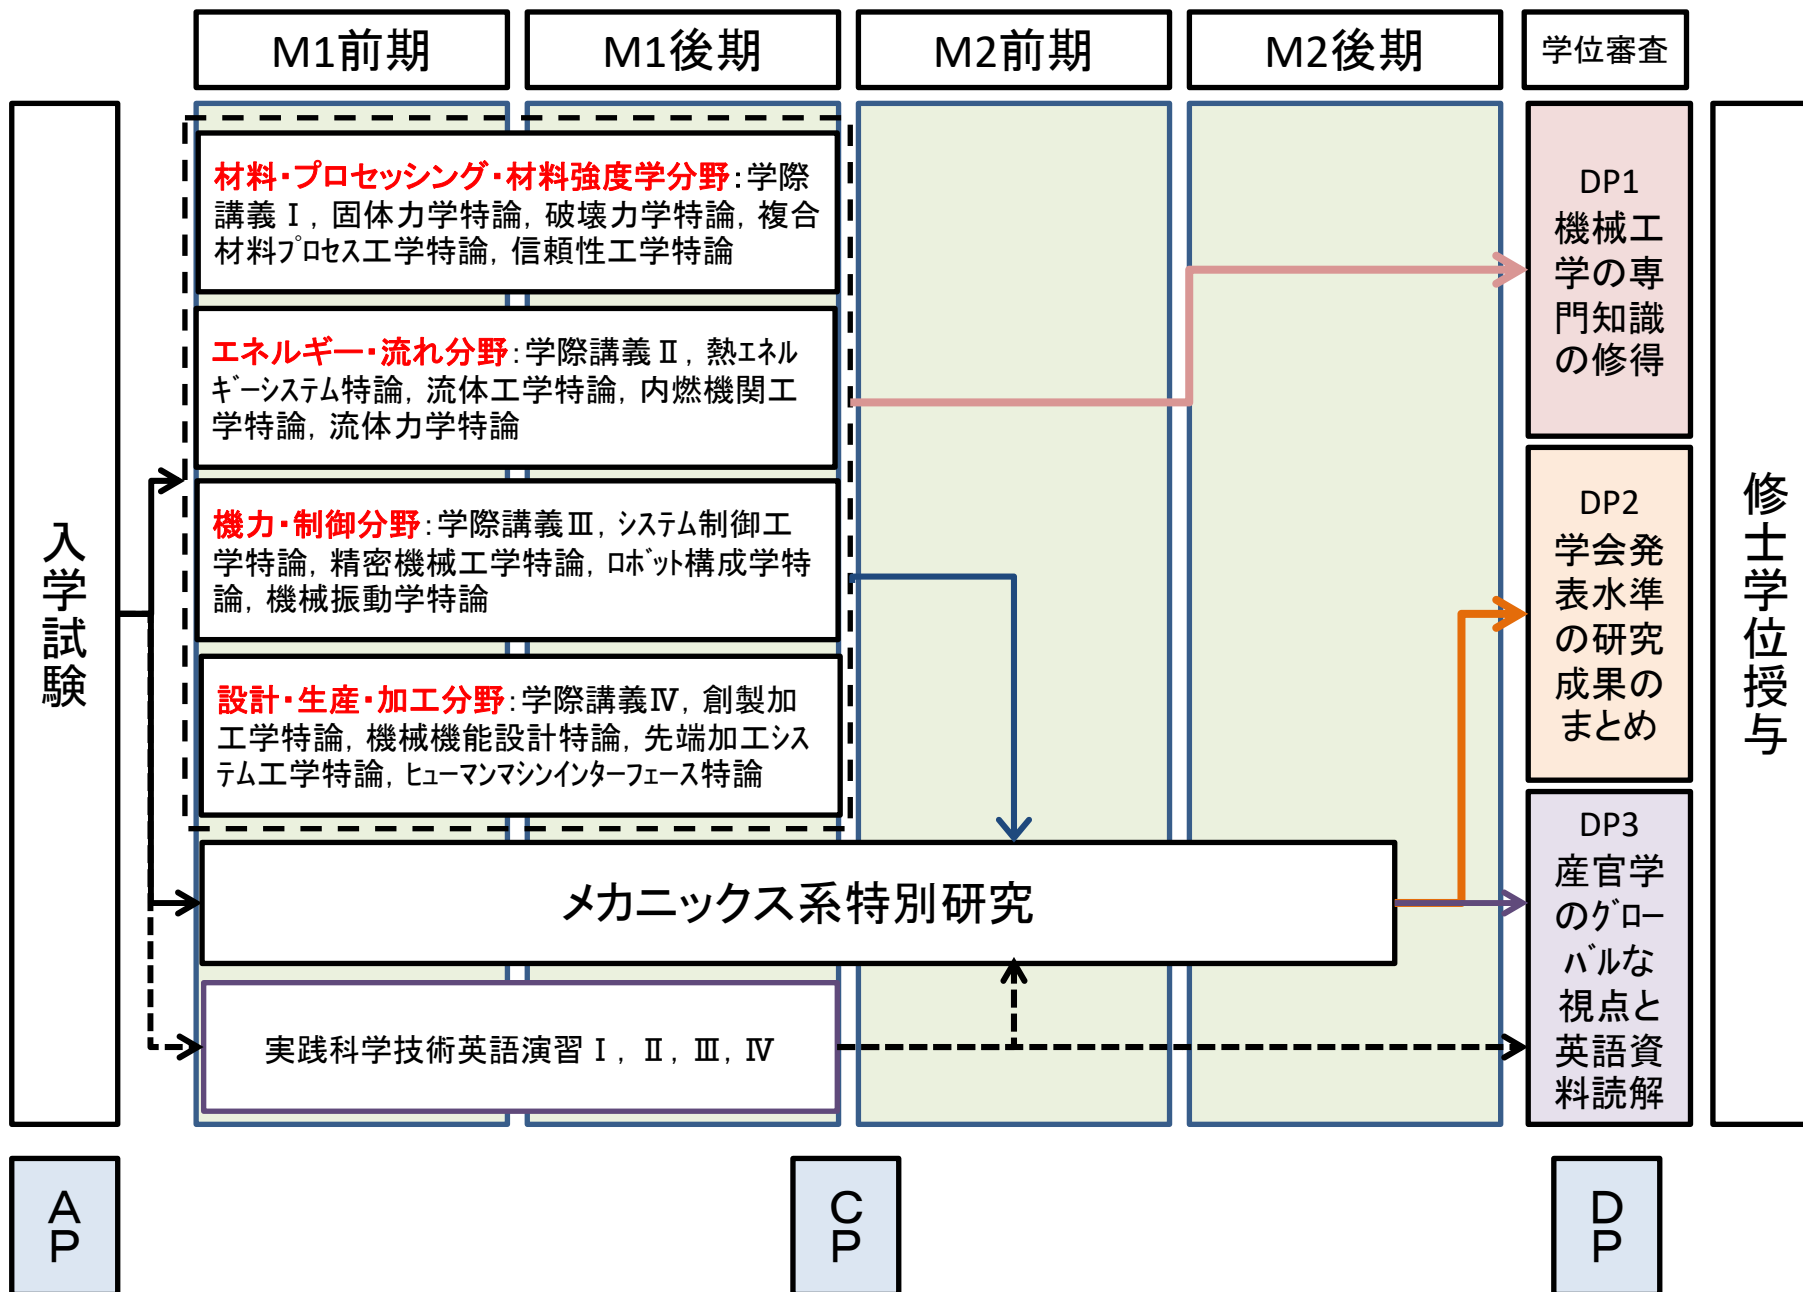 M1前期
M1後期
M2前期
M2後期
学位審査
入学試験
材料・プロセッシング・材料強度学分野：学際
講義Ⅰ，固体力学特論，破壊力学特論，複合
材料プロセス工学特論，信頼性工学特論
エネルギー・流れ分野：学際講義Ⅱ，熱エネル
ギーシステム特論，流体工学特論，内燃機関工
学特論，流体力学特論
機力・制御分野：学際講義Ⅲ，システム制御工
学特論，精密機械工学特論，ロボット構成学特
論，機械振動学特論
設計・生産・加工分野：学際講義Ⅳ，創製加
工学特論，機械機能設計特論，先端加工シス
テム工学特論，ヒューマンマシンインターフェース特論
メカニックス系特別研究
実践科学技術英語演習Ⅰ，Ⅱ，Ⅲ，Ⅳ
DP1
機械工
学の専
門知識
の修得
DP2
学会発
表水準
の研究
成果の
まとめ
DP3
産官学
のグロー
バルな
視点と
英語資
料読解
修士学位授与
AP
CP
DP